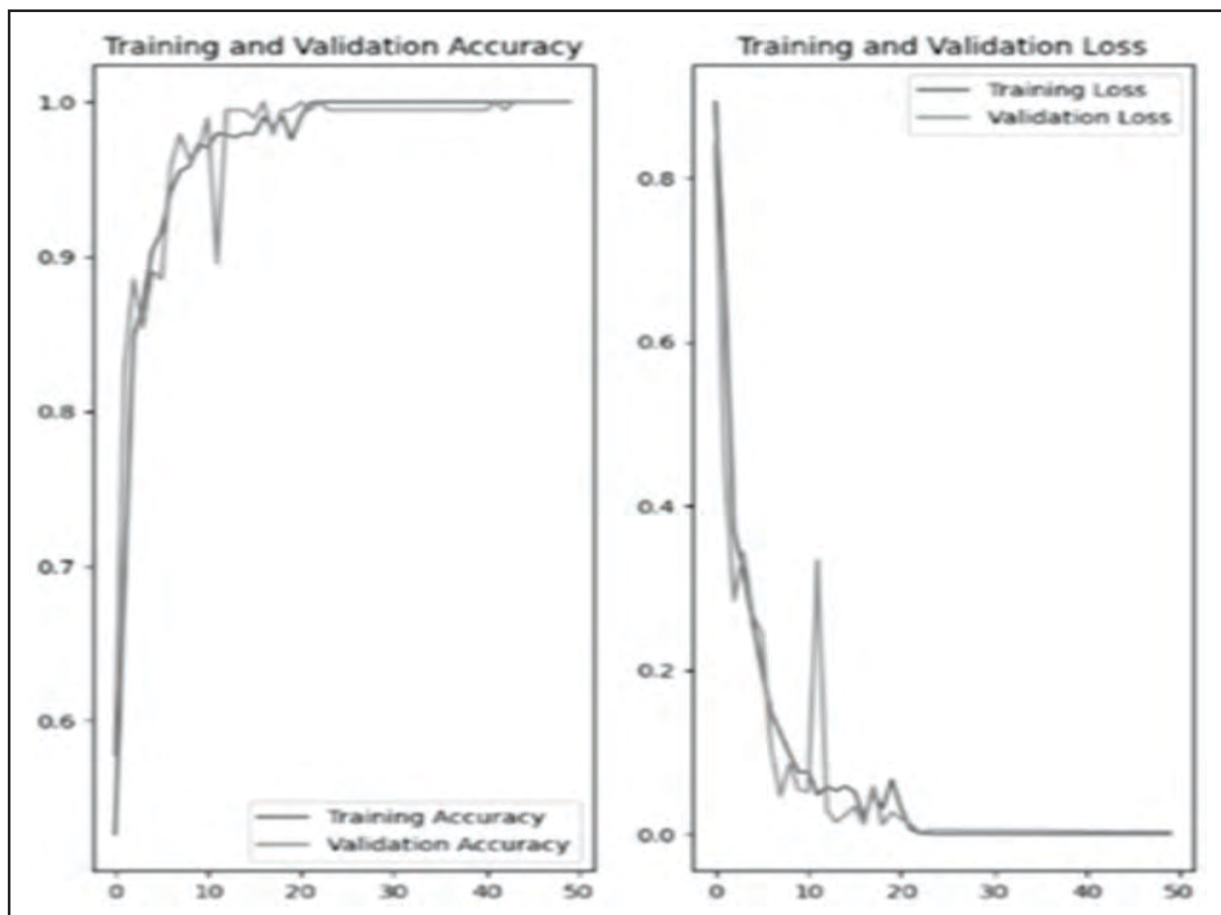 Training and Validation Accuracy
1.0
0.9
0.8
0.7
0.6
Training Accuracy
Validation Accuracy
0 10 20 30 40 50
Training and Validation Loss
Training Loss
Validation Loss
0.8
0.6
0.4
0.2
0.0
0 10 20 30 40 50